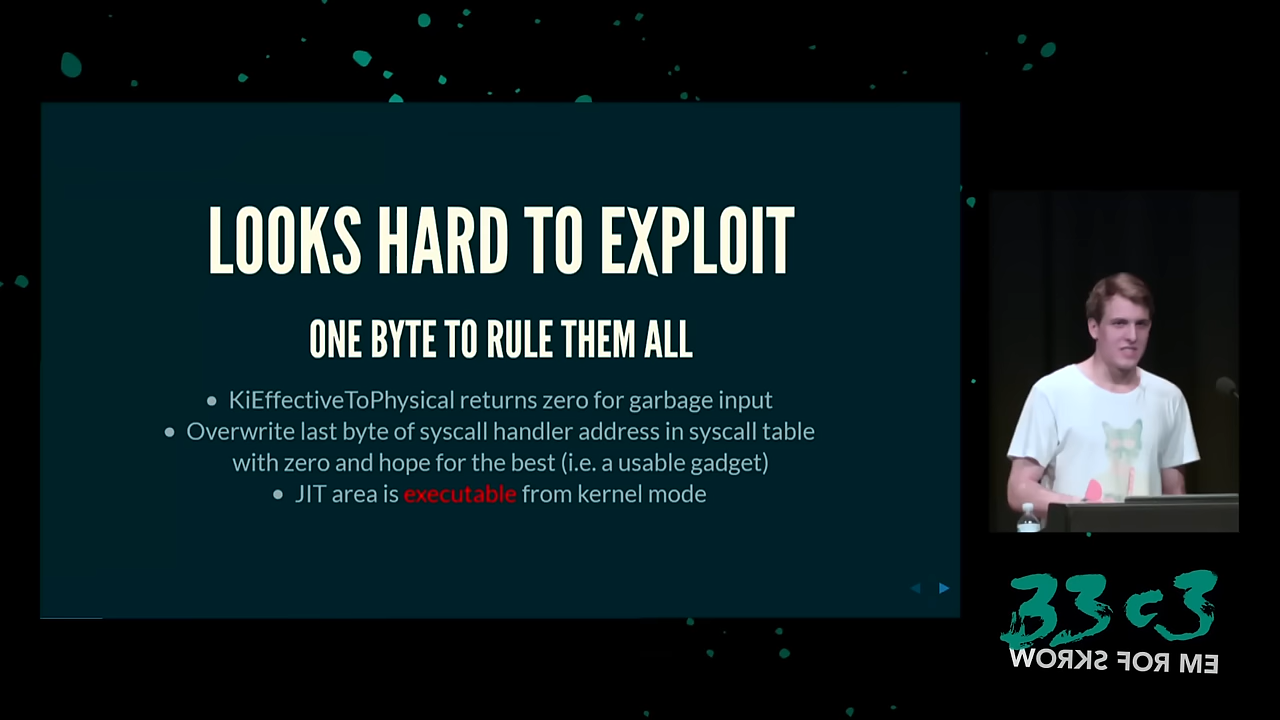 LOOKS HARD TO EXPLOIT
ONE BYTE TO RULE THEM ALL
• KiEffectiveToPhysical returns zero for garbage input
• Overwrite last byte of syscall handler address in syscall table
with zero and hope for the best (i.e. a usable gadget)
• JIT area is executable from kernel mode
33c3
WORKS FOR ME